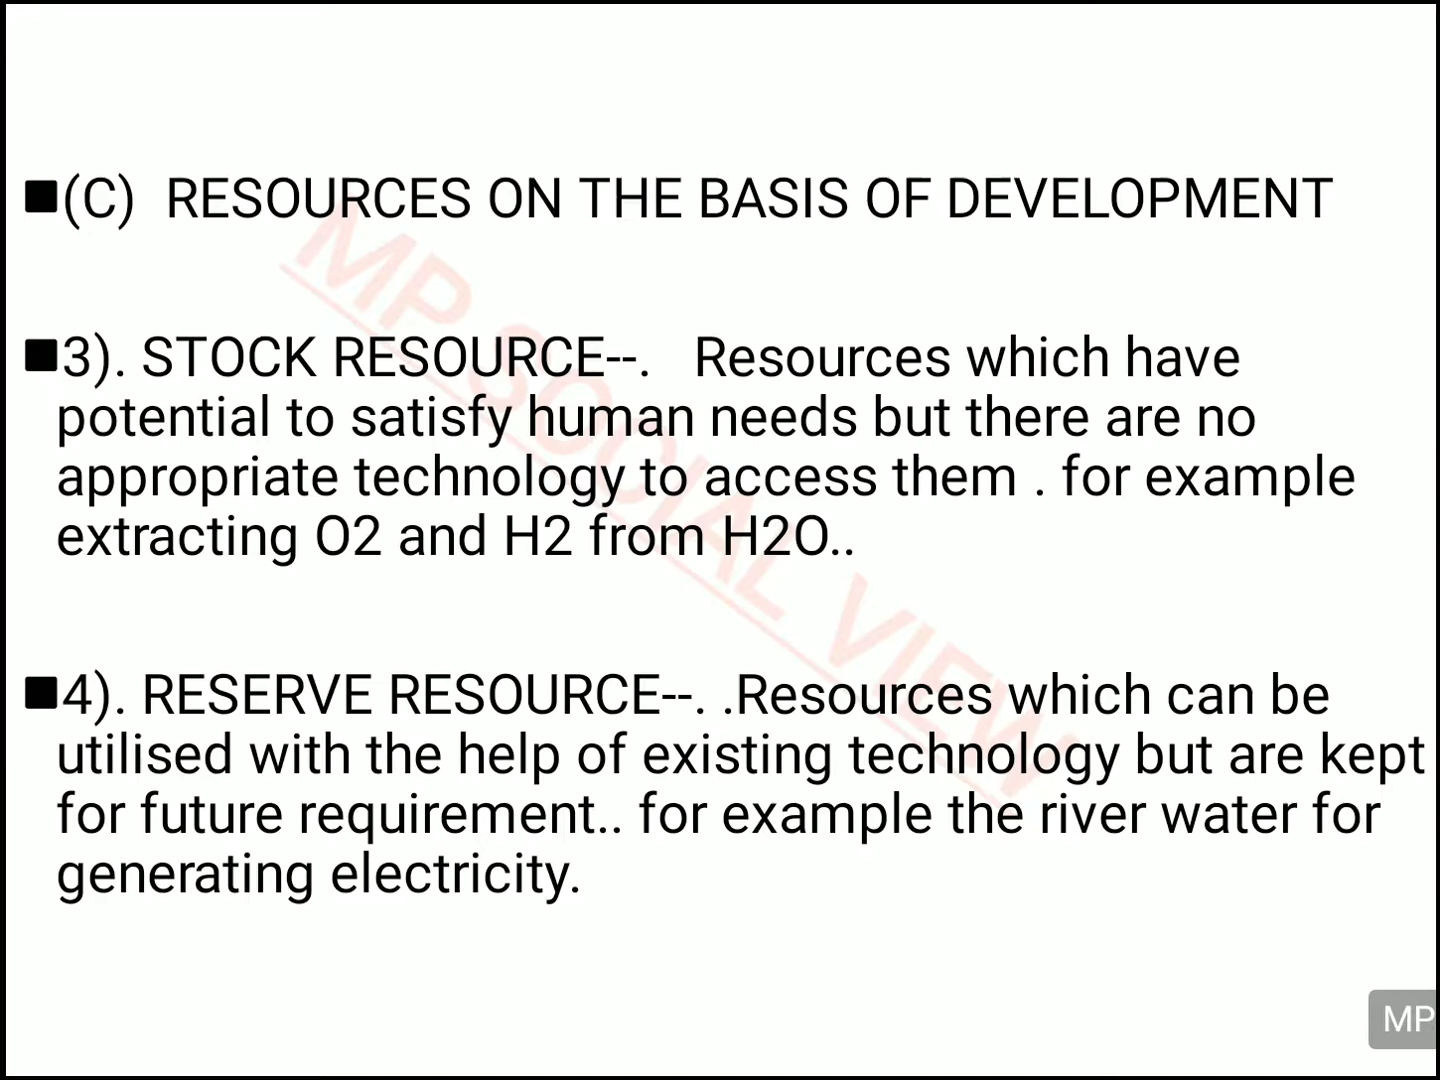 ■(C)  RESOURCES ON THE BASIS OF DEVELOPMENT
■3). STOCK RESOURCE--.   Resources which have
potential to satisfy human needs but there are no
appropriate technology to access them . for example
extracting O2 and H2 from H2O..
■4). RESERVE RESOURCE--. .Resources which can be
utilised with the help of existing technology but are kept
for future requirement.. for example the river water for
generating electricity.
MP SOCIAL VIEW
MP